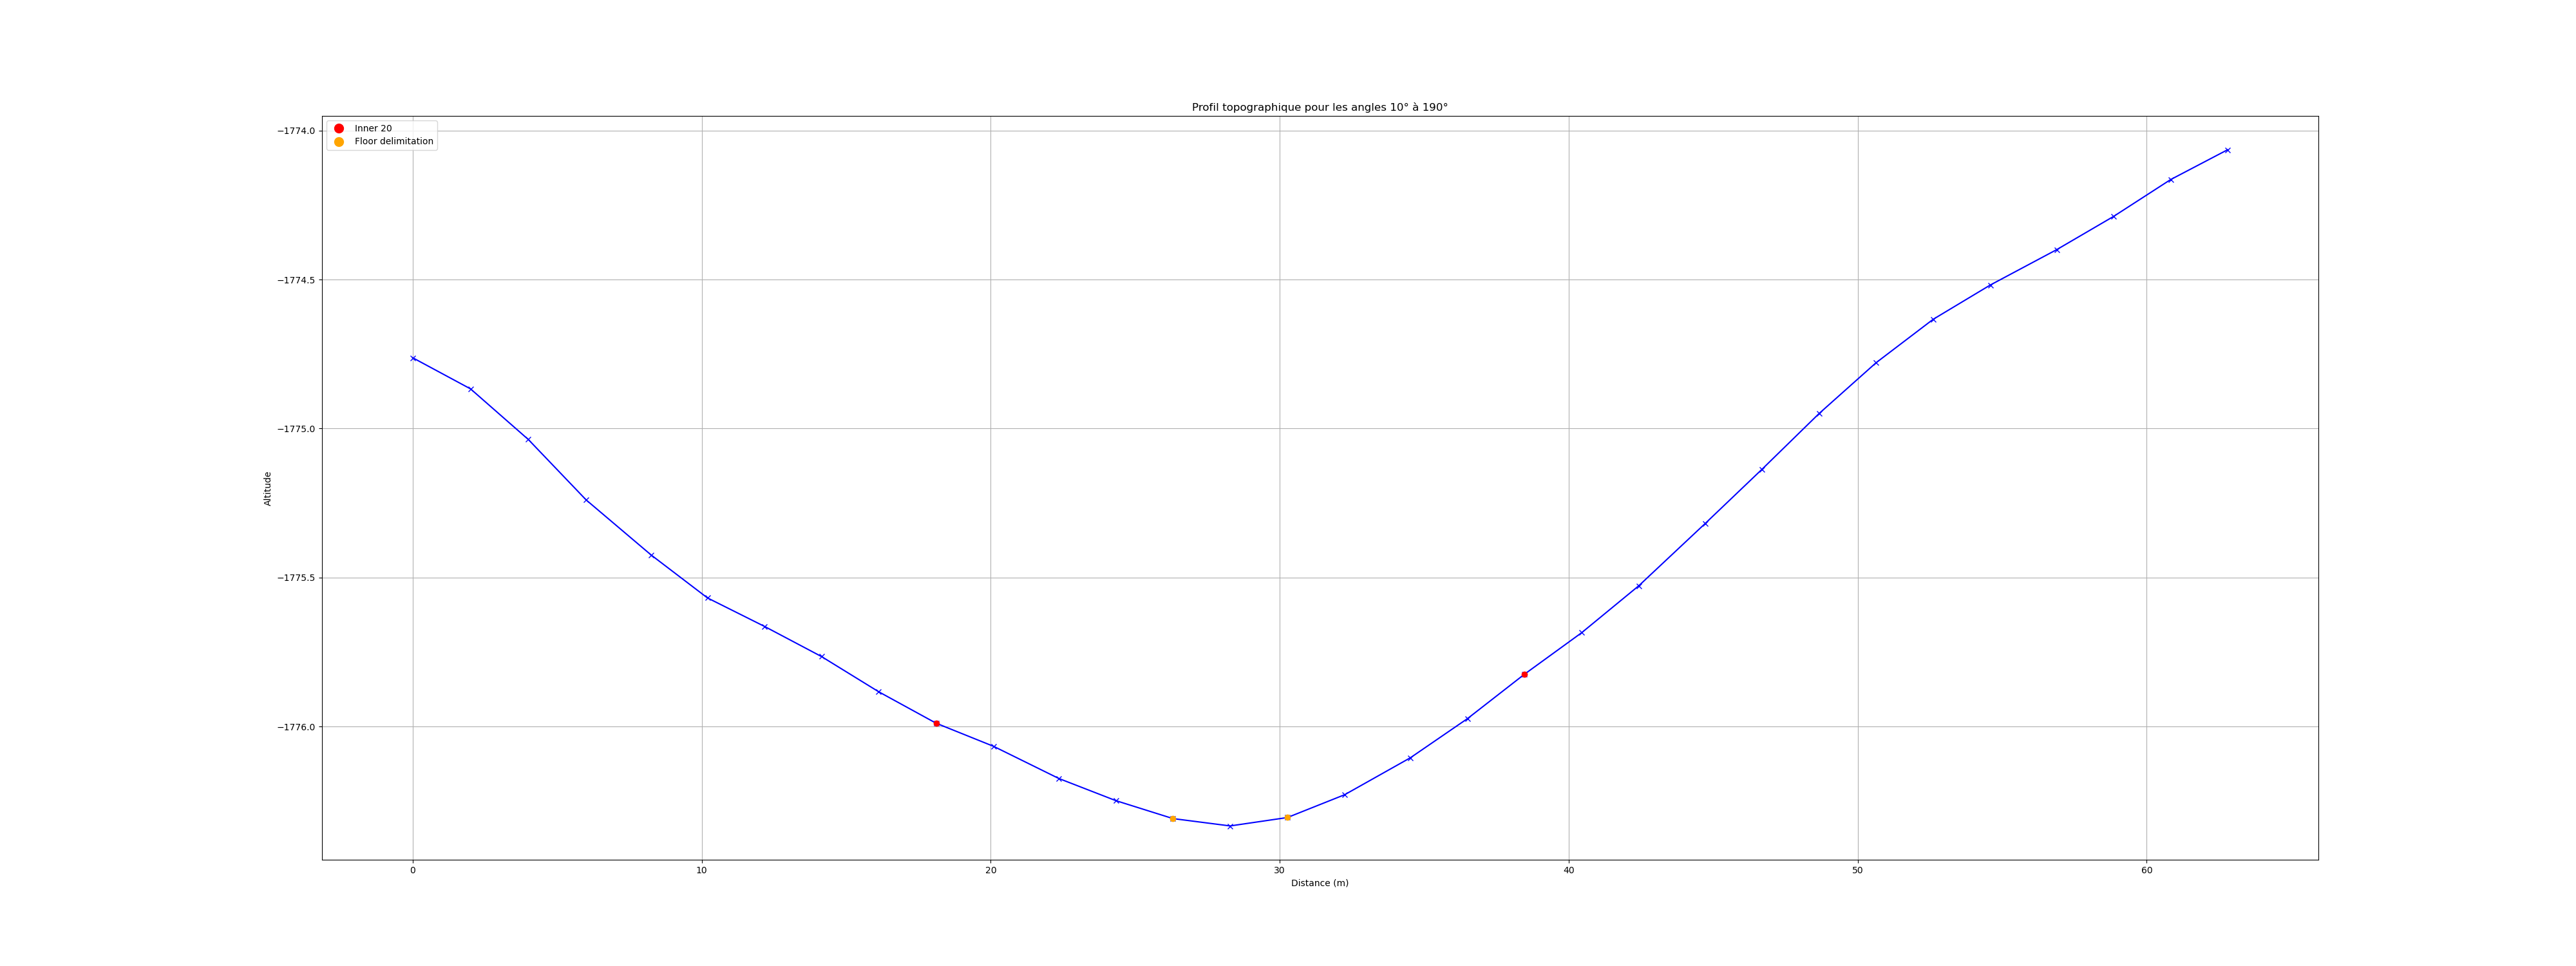 Profil topographique pour les angles 10° à 190°
Inner 20
Floor delimitation
−1774.0
−1774.5
−1775.0
−1775.5
−1776.0
Altitude
0 10 20 30 40 50 60
Distance (m)